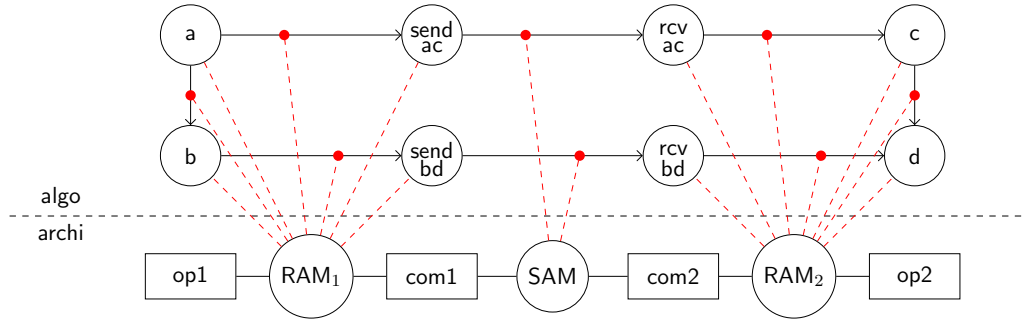 a
send
ac
rcv
ac
c
b
send
bd
rcv
bd
d
algo
archi
op1
RAM₁
com1
SAM
com2
RAM₂
op2